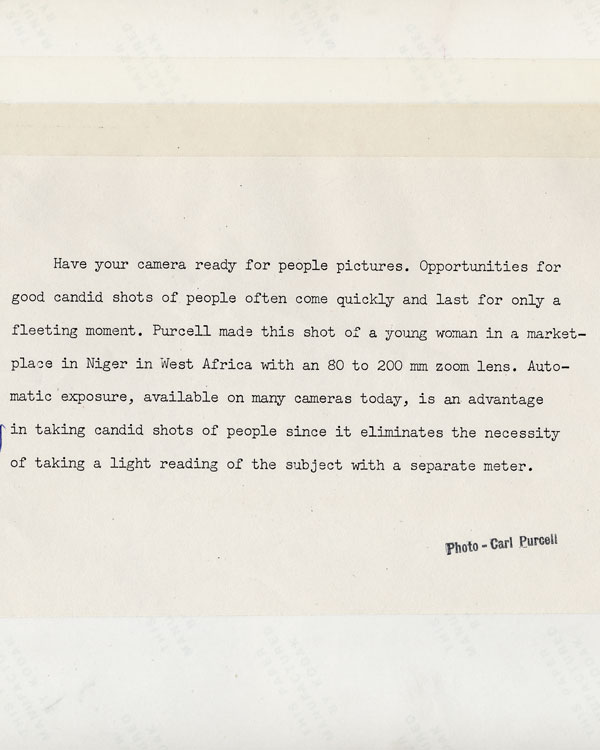 Have your camera ready for people pictures. Opportunities for
good candid shots of people often come quickly and last for only a
fleeting moment. Purcell made this shot of a young woman in a market-
place in Niger in West Africa with an 80 to 200 mm zoom lens. Auto-
matic exposure, available on many cameras today, is an advantage
in taking candid shots of people since it eliminates the necessity
of taking a light reading of the subject with a separate meter.
Photo - Carl Purcell